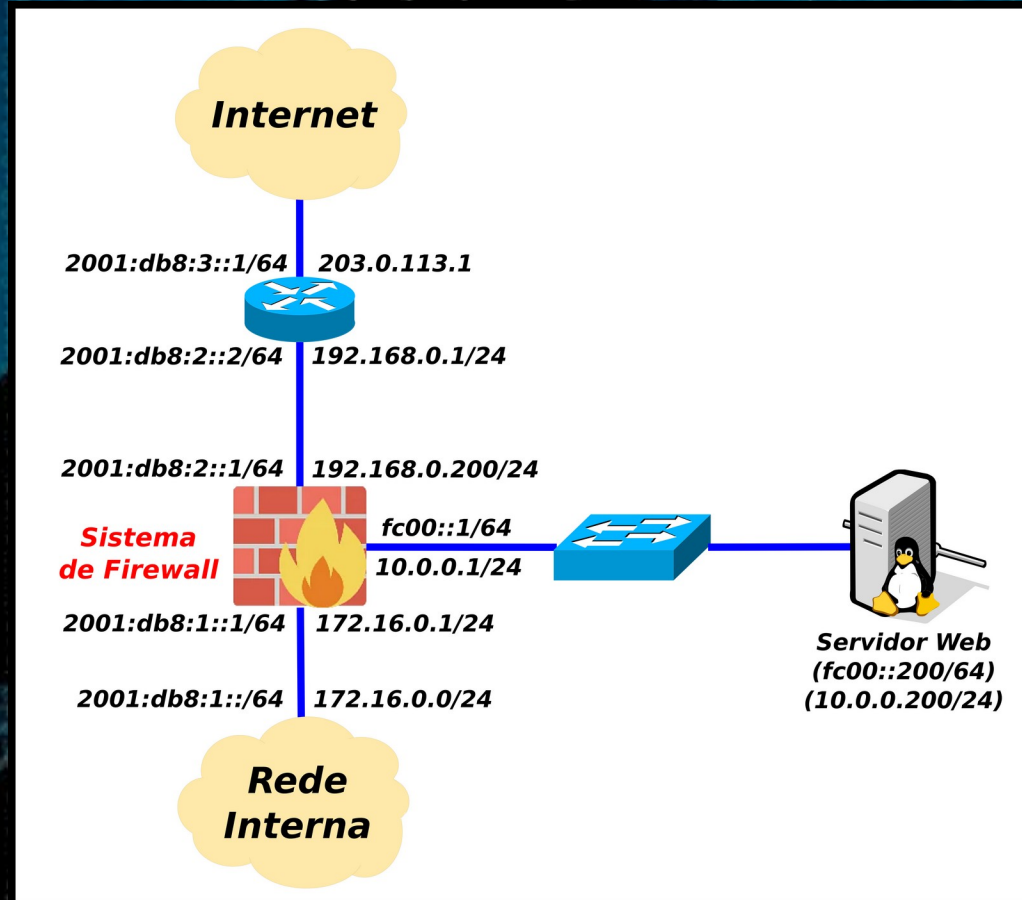 Internet
2001:db8:3::1/64 203.0.113.1
2001:db8:2::2/64 192.168.0.1/24
2001:db8:2::1/64 192.168.0.200/24
Sistema
de Firewall
fc00::1/64
10.0.0.1/24
2001:db8:1::1/64 172.16.0.1/24
Servidor Web
(fc00::200/64)
(10.0.0.200/24)
2001:db8:1::/64 172.16.0.0/24
Rede
Interna